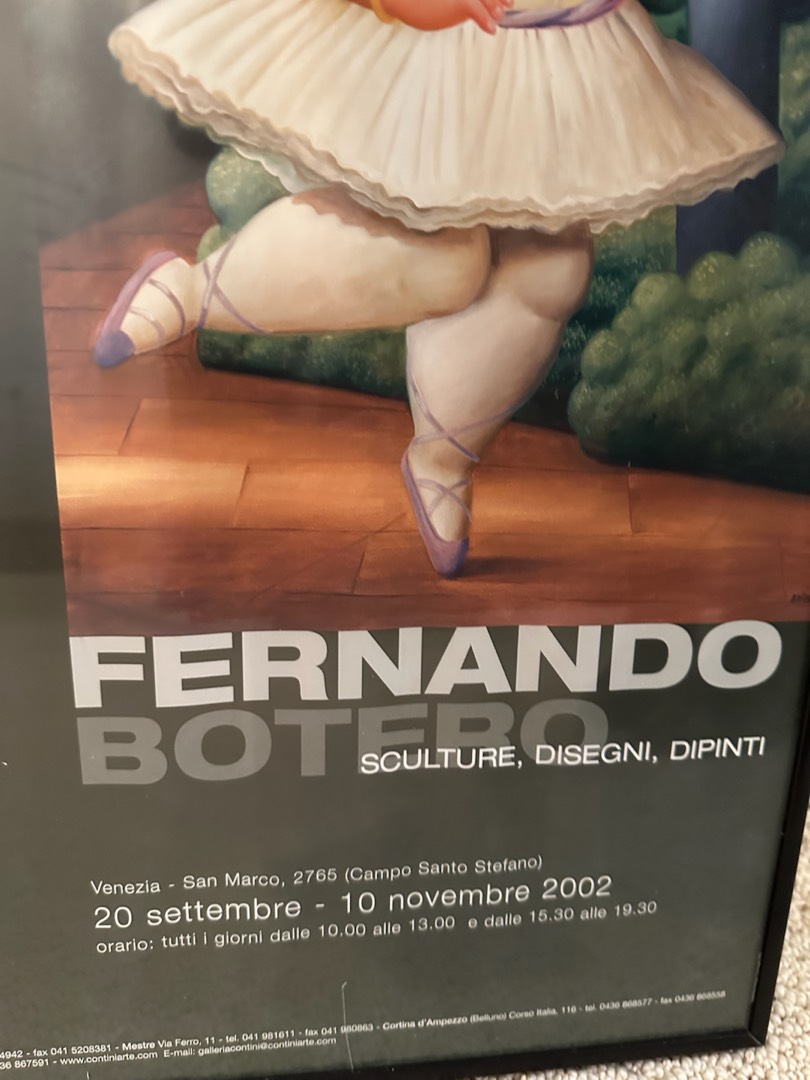 FERNANDO
BOTERO
SCULTURE, DISEGNI, DIPINTI
Venezia - San Marco, 2765 (Campo Santo Stefano)
20 settembre - 10 novembre 2002
orario: tutti i giorni dalle 10.00 alle 13.00 e dalle 15.30 alle 19.30
4942 - fax 041 5208381 - Mestre Via Ferro, 11 - tel. 041 981611 - fax 041 980863 - Cortina d'Ampezzo (Belluno) Corso Italia, 116 - tel. 0436 868577 - fax 0436 868558
36 867591 - www.continiarte.com E-mail: galleriacontini@continiarte.com